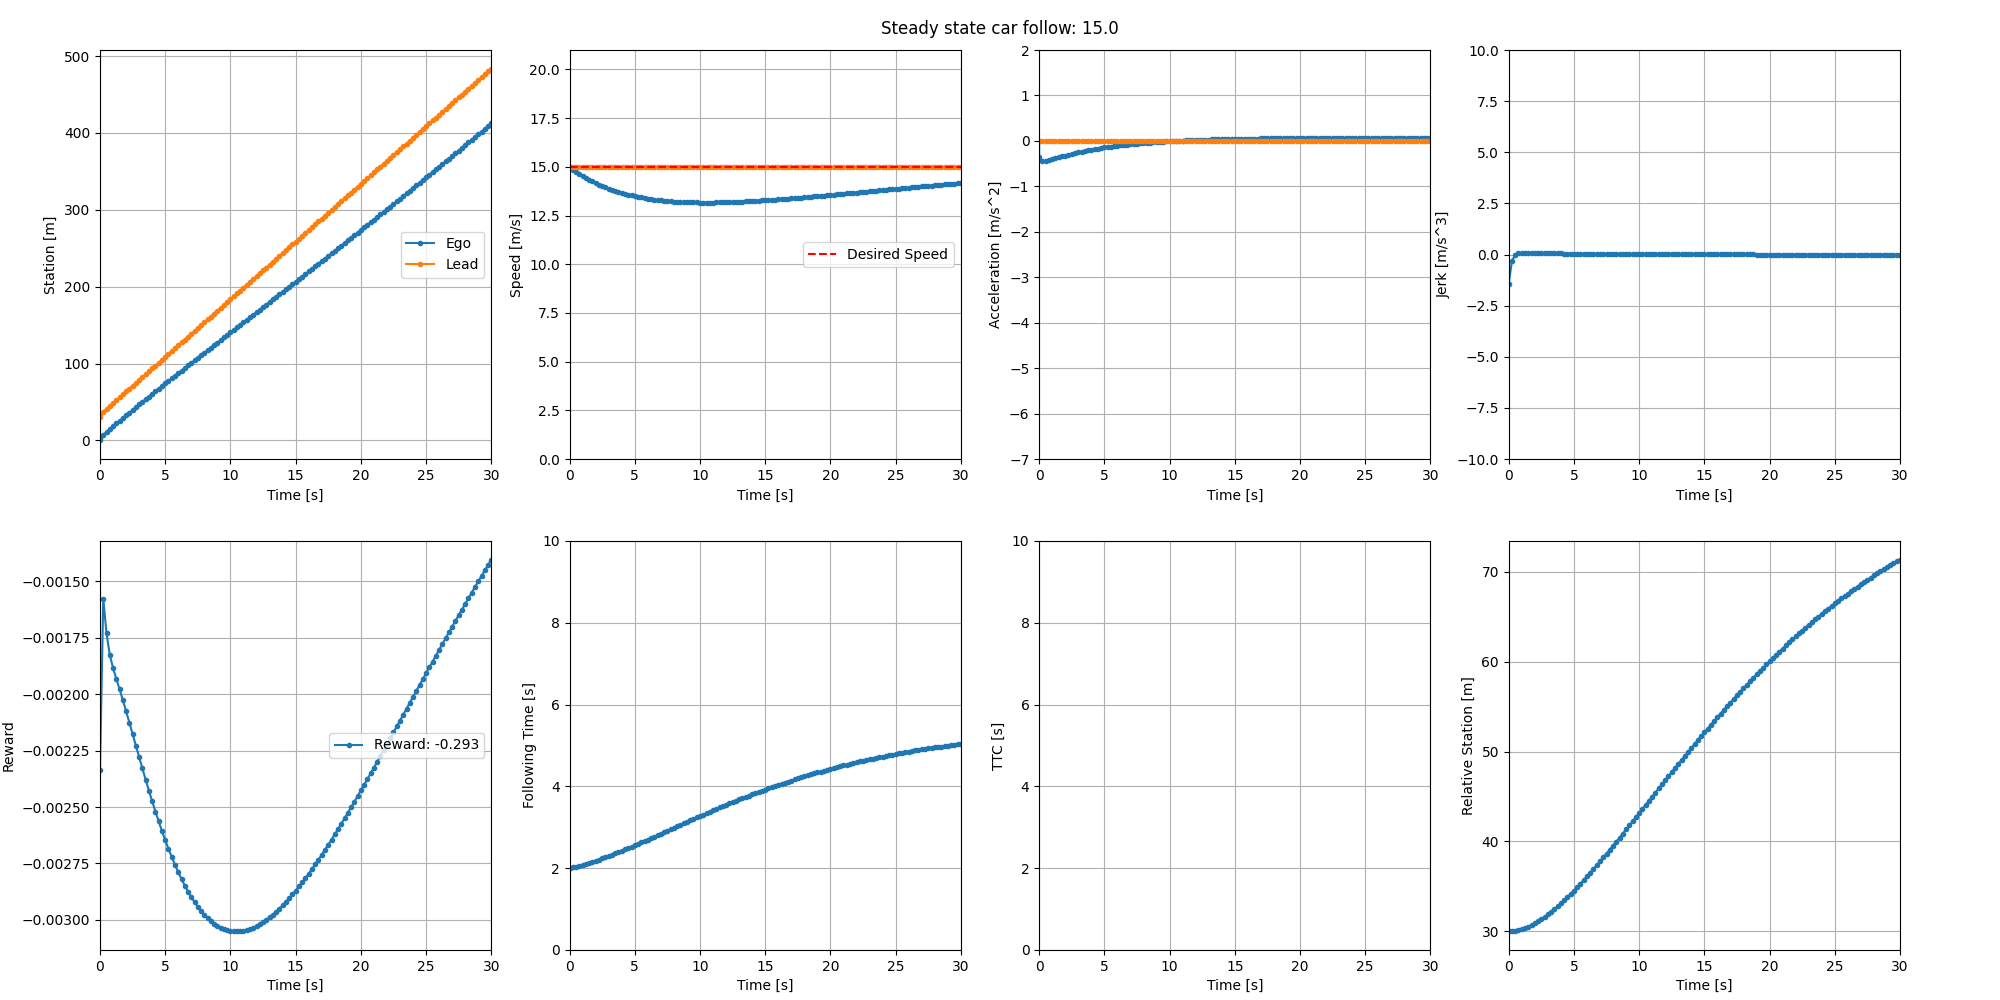 Steady state car follow: 15.0
500
400
300
200
100
0
Station [m]
Ego
Lead
0 5 10 15 20 25 30
Time [s]
20.0
17.5
15.0
12.5
10.0
7.5
5.0
2.5
0.0
Speed [m/s]
Desired Speed
0 5 10 15 20 25 30
Time [s]
2
1
0
−1
−2
−3
−4
−5
−6
−7
Acceleration [m/s^2]
0 5 10 15 20 25 30
Time [s]
10.0
7.5
5.0
2.5
0.0
−2.5
−5.0
−7.5
−10.0
Jerk [m/s^3]
0 5 10 15 20 25 30
Time [s]
−0.00150
−0.00175
−0.00200
−0.00225
−0.00250
−0.00275
−0.00300
Reward
Reward: -0.293
0 5 10 15 20 25 30
Time [s]
10
8
6
4
2
0
Following Time [s]
0 5 10 15 20 25 30
Time [s]
10
8
6
4
2
0
TTC [s]
0 5 10 15 20 25 30
Time [s]
70
60
50
40
30
Relative Station [m]
0 5 10 15 20 25 30
Time [s]